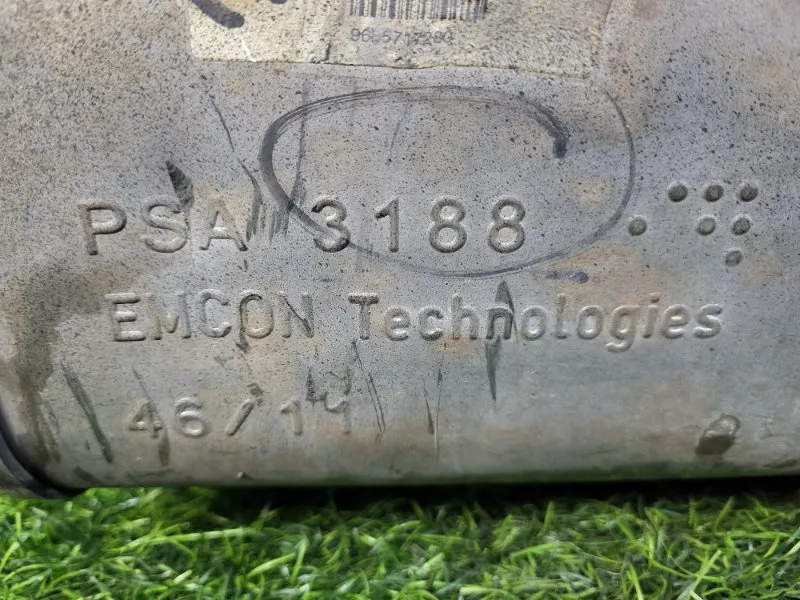 PSA 3188
EMCON Technologies
46/11